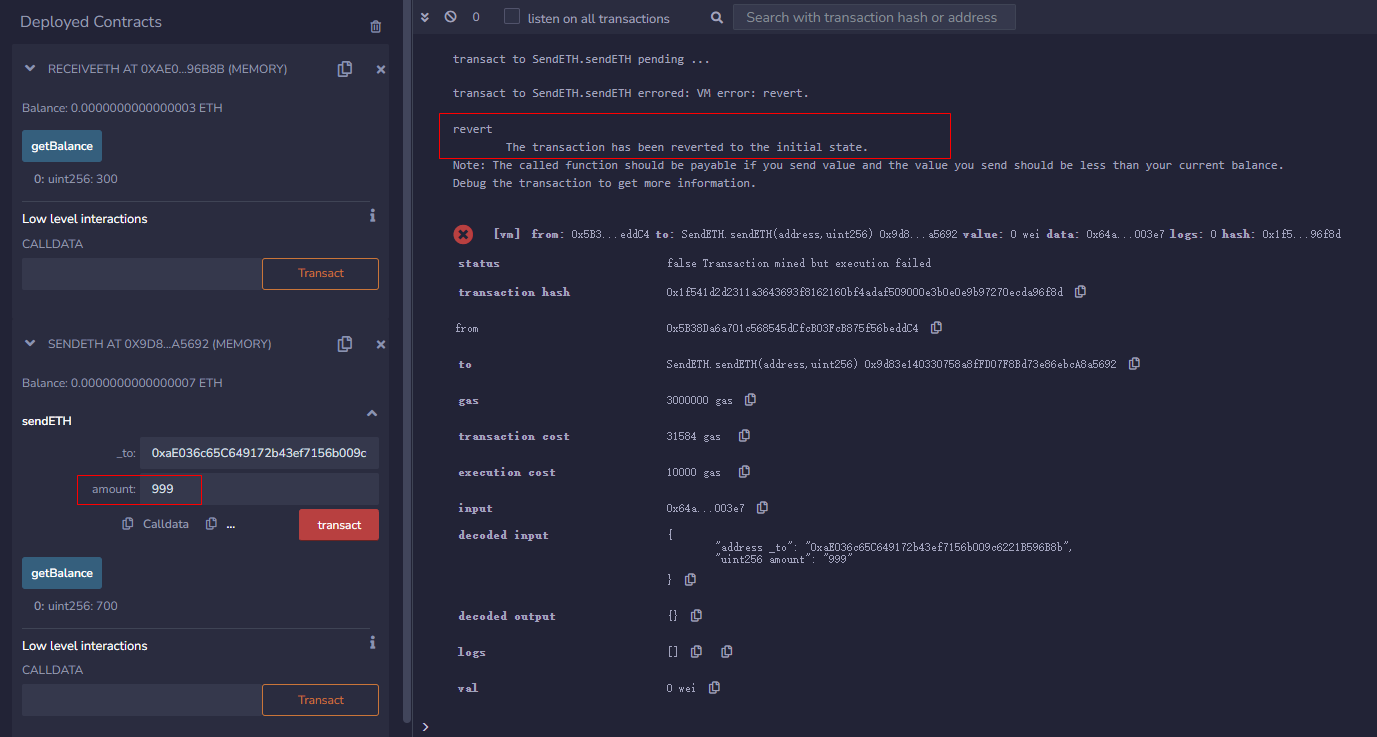 Deployed Contracts
RECEIVEETH AT 0XAE0...96B8B (MEMORY)
Balance: 0.0000000000000003 ETH
getBalance
0: uint256: 300
Low level interactions
i
CALLDATA
Transact
SENDETH AT 0X9D8...A5692 (MEMORY)
Balance: 0.0000000000000007 ETH
sendETH
_to: 0xaE036c65C649172b43ef7156b009c
amount: 999
Calldata ...
transact
getBalance
0: uint256: 700
Low level interactions
i
CALLDATA
Transact
0 listen on all transactions Search with transaction hash or address
transact to SendETH.sendETH pending ...
transact to SendETH.sendETH errored: VM error: revert.
revert
The transaction has been reverted to the initial state.
Note: The called function should be payable if you send value and the value you send should be less than your current balance.
Debug the transaction to get more information.
[vm] from: 0x5B3...eddC4 to: SendETH.sendETH(address,uint256) 0x9d8...a5692 value: 0 wei data: 0x64a...003e7 logs: 0 hash: 0x1f5...96f8d
status false Transaction mined but execution failed
transaction hash 0x1f541d2d2311a3643693f8162160bf4adaf509000e3b0e0e9b97270ecda96f8d
from 0x5B38Da6a701c568545dCfcB03FcB875f56beddC4
to SendETH.sendETH(address,uint256) 0x9d83e140330758a8fFD07F8Bd73e86ebcA8a5692
gas 3000000 gas
transaction cost 31584 gas
execution cost 10000 gas
input 0x64a...003e7
decoded input {
"address _to": "0xaE036c65C649172b43ef7156b009c6221B596B8b",
"uint256 amount": "999"
}
decoded output {}
logs []
val 0 wei
>